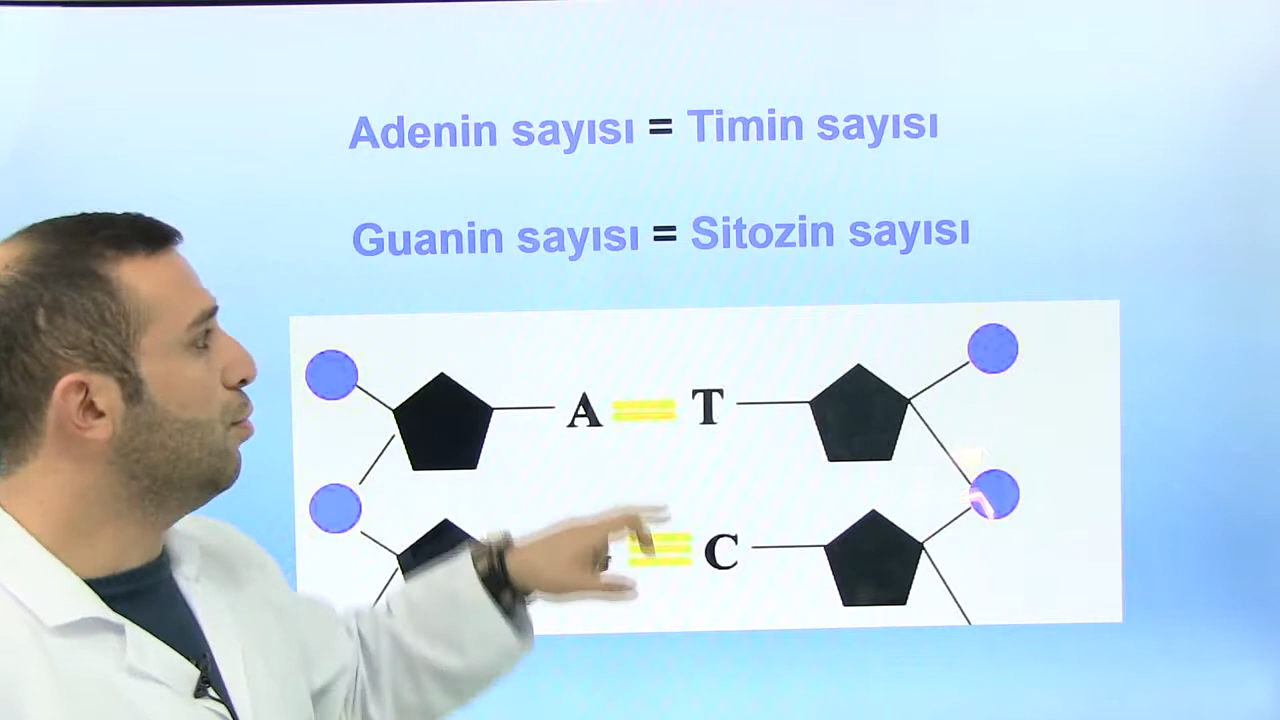 Adenin sayısı = Timin sayısı
Guanin sayısı = Sitozin sayısı
A T
C